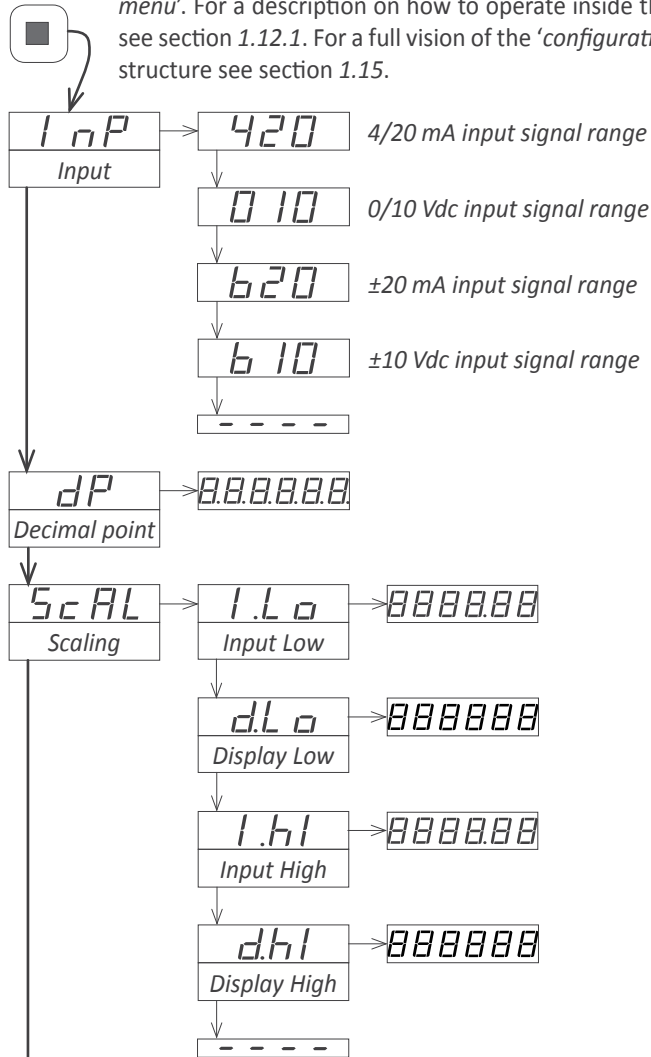 menu'. For a description on how to operate inside th
see section 1.12.1. For a full vision of the 'configurati
structure see section 1.15.
InP
420
4/20 mA input signal range
Input
010
0/10 Vdc input signal range
b20
±20 mA input signal range
b10
±10 Vdc input signal range
- - - -
dP
8.8.8.8.8.8.
Decimal point
ScAL
I.Lo
8888.88
Scaling
Input Low
d.Lo
888888
Display Low
I.hI
8888.88
Input High
d.hI
888888
Display High
- - - -